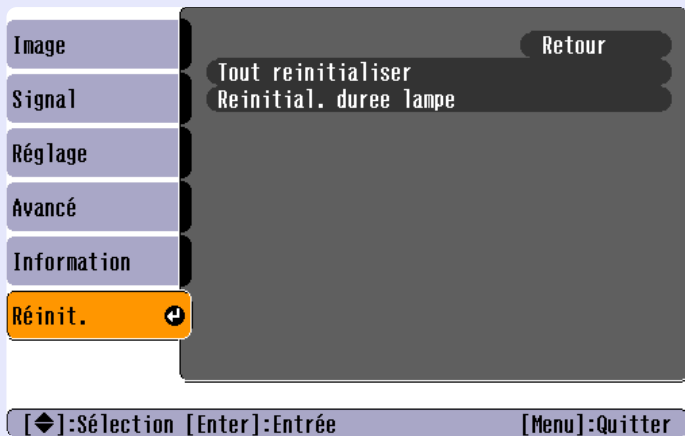 Image
Signal
Réglage
Avancé
Information
Réinit.
Retour
Tout reinitialiser
Reinitial. duree lampe
[◆]:Sélection [Enter]:Entrée [Menu]:Quitter